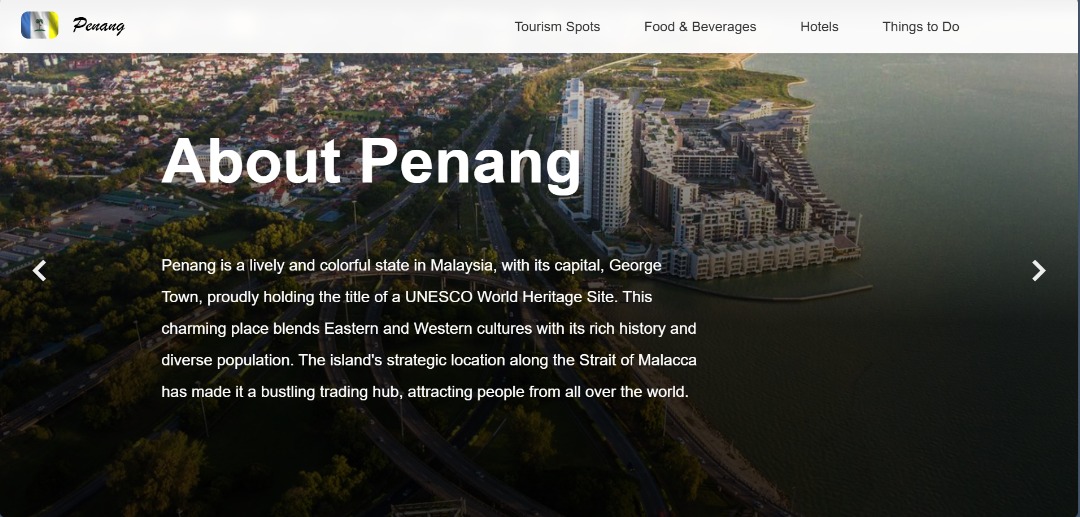 Penang
Tourism Spots
Food & Beverages
Hotels
Things to Do
About Penang
Penang is a lively and colorful state in Malaysia, with its capital, George
Town, proudly holding the title of a UNESCO World Heritage Site. This
charming place blends Eastern and Western cultures with its rich history and
diverse population. The island's strategic location along the Strait of Malacca
has made it a bustling trading hub, attracting people from all over the world.